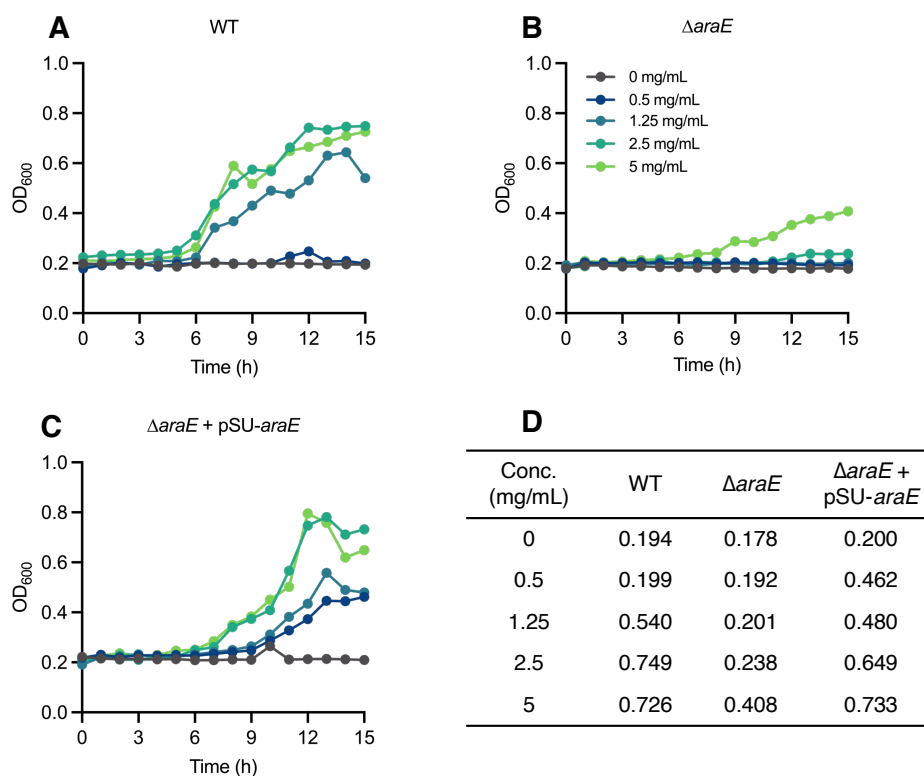 A
WT
1.0
0.8
0.6
0.4
0.2
0.0
OD600
0 3 6 9 12 15
Time (h)
B
ΔaraE
1.0
0.8
0.6
0.4
0.2
0.0
OD600
0 mg/mL
0.5 mg/mL
1.25 mg/mL
2.5 mg/mL
5 mg/mL
0 3 6 9 12 15
Time (h)
C
ΔaraE + pSU-araE
1.0
0.8
0.6
0.4
0.2
0.0
OD600
0 3 6 9 12 15
Time (h)
D
Conc. (mg/mL) WT ΔaraE ΔaraE + pSU-araE
0 0.194 0.178 0.200
0.5 0.199 0.192 0.462
1.25 0.540 0.201 0.480
2.5 0.749 0.238 0.649
5 0.726 0.408 0.733